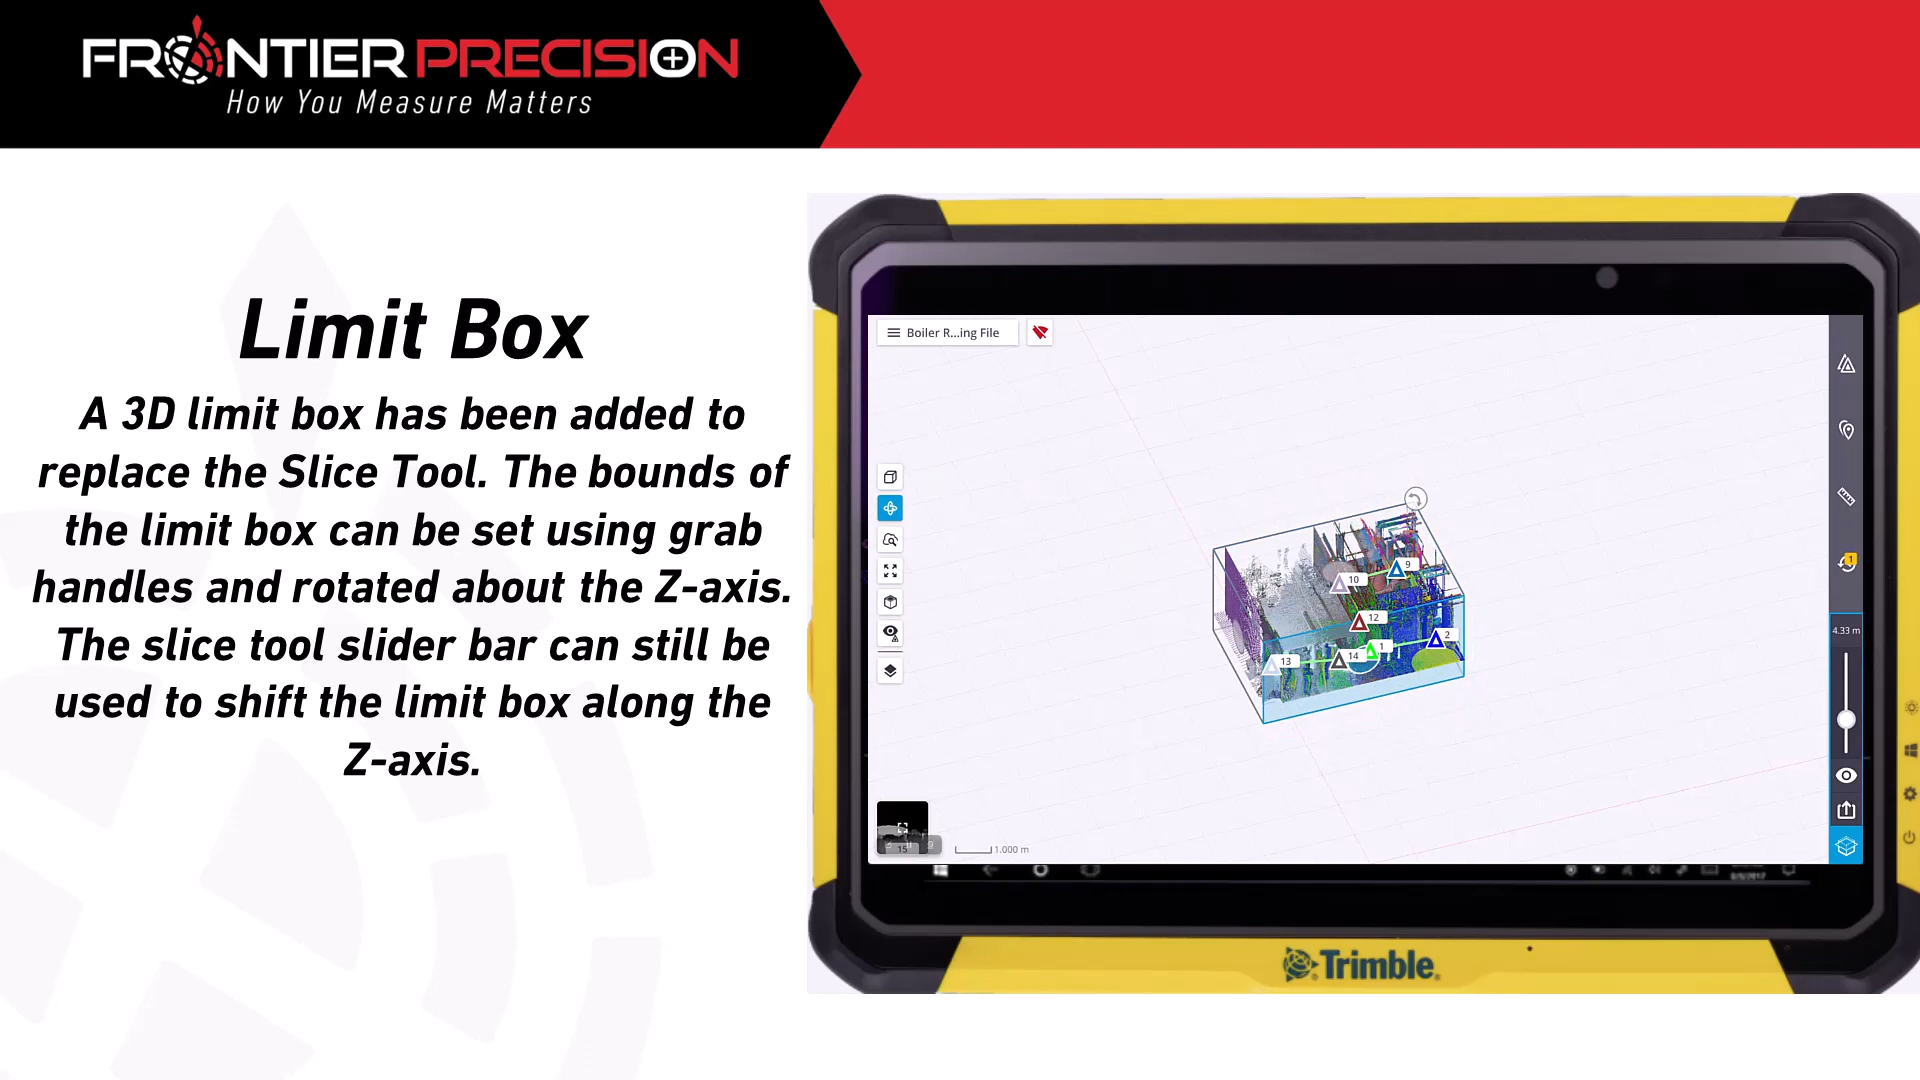 FRONTIER PRECISION
How You Measure Matters
Limit Box
A 3D limit box has been added to
replace the Slice Tool. The bounds of
the limit box can be set using grab
handles and rotated about the Z-axis.
The slice tool slider bar can still be
used to shift the limit box along the
Z-axis.
Boiler R...ing File
1
9
10
12
4.33 m
2
1
14
13
15
1.000 m
Trimble